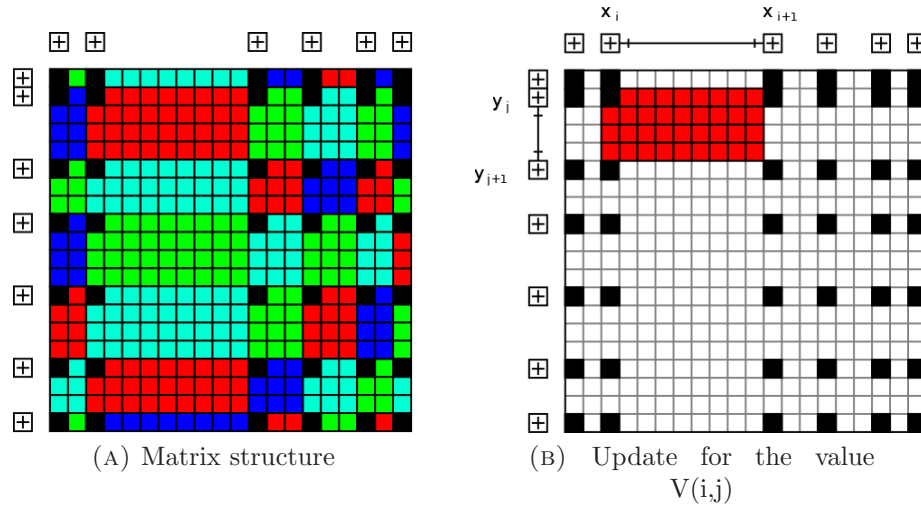 x i
x i+1
y j
y j+1
(A) Matrix structure
(B) Update for the value
V(i,j)